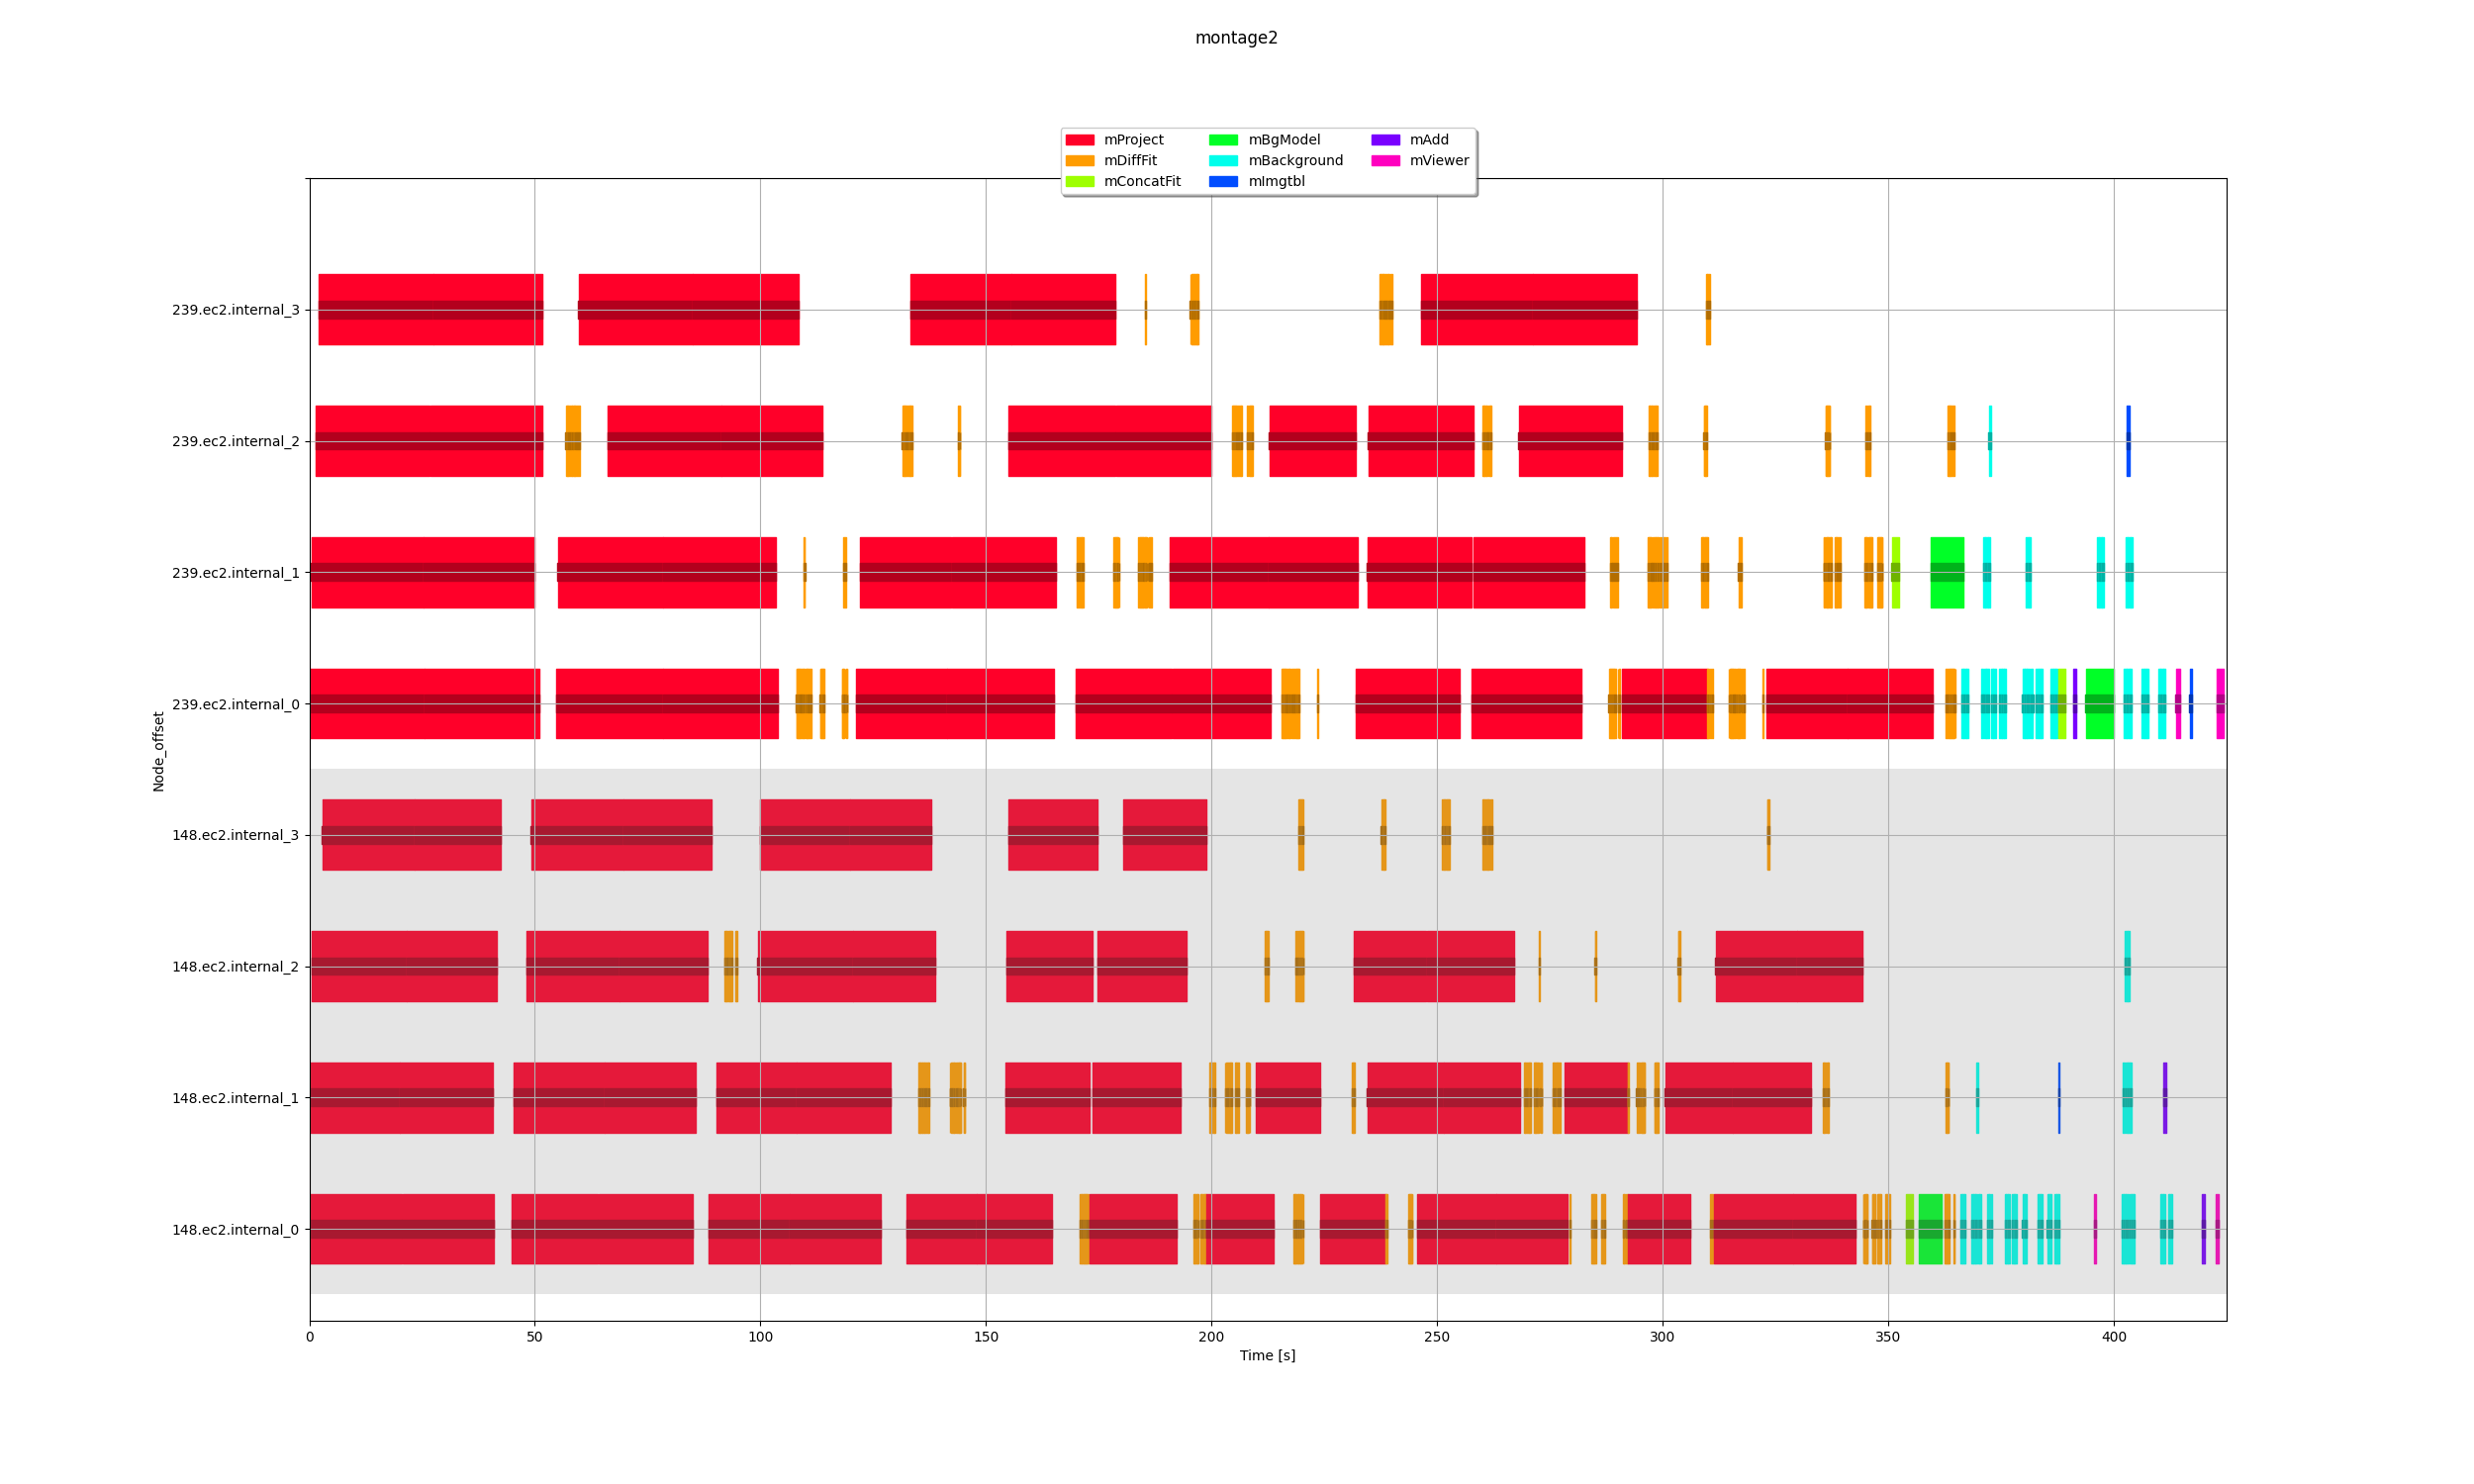 montage2
mProject mBgModel mAdd
mDiffFit mBackground mViewer
mConcatFit mImgtbl
239.ec2.internal_3
239.ec2.internal_2
239.ec2.internal_1
239.ec2.internal_0
148.ec2.internal_3
148.ec2.internal_2
148.ec2.internal_1
148.ec2.internal_0
Node_offset
0 50 100 150 200 250 300 350 400
Time [s]